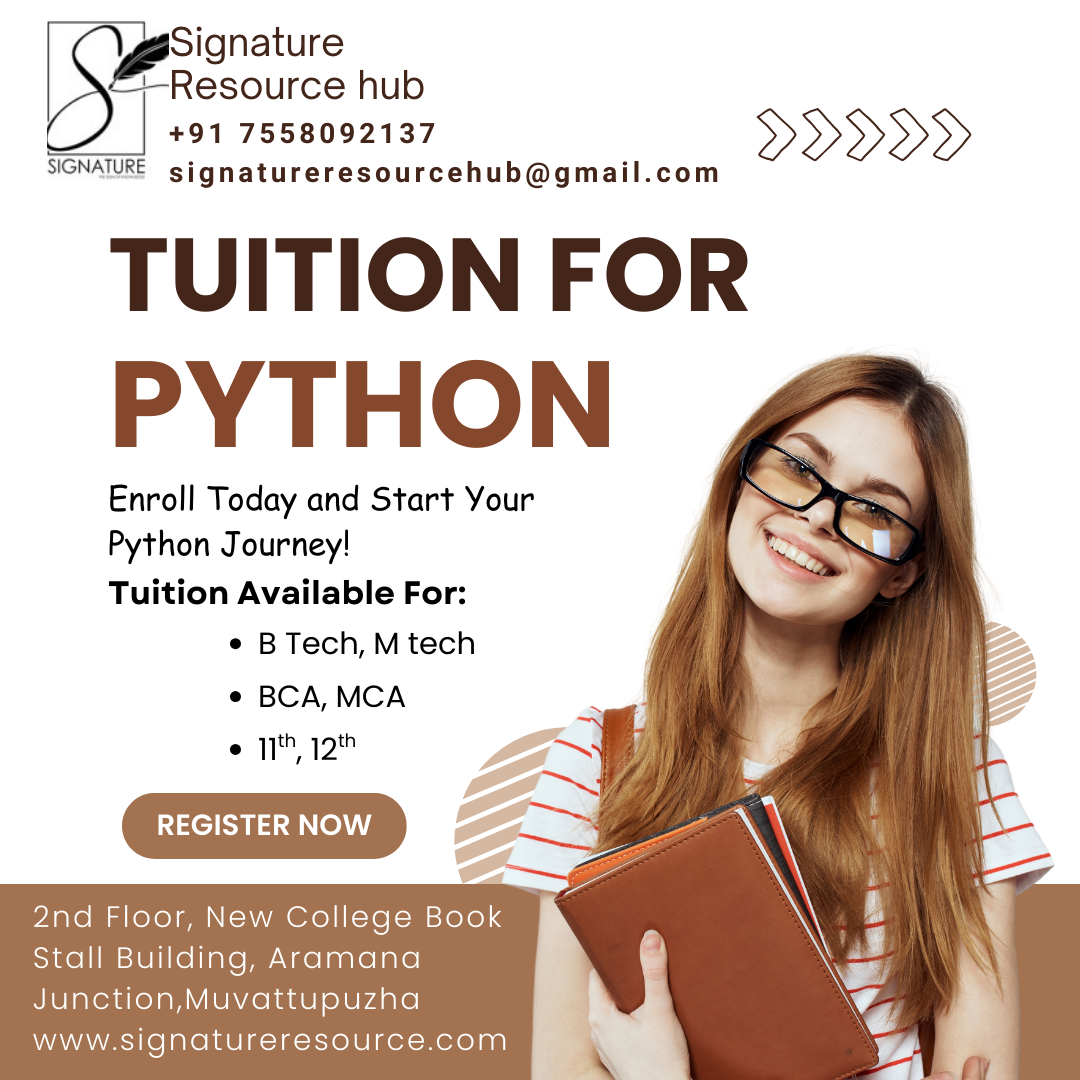 Signature
Resource hub
+91 7558092137
signatureresourcehub@gmail.com
SIGNATURE
TUITION FOR
PYTHON
Enroll Today and Start Your
Python Journey!
Tuition Available For:
• B Tech, M tech
• BCA, MCA
• 11th, 12th
REGISTER NOW
2nd Floor, New College Book
Stall Building, Aramana
Junction,Muvattupuzha
www.signatureresource.com